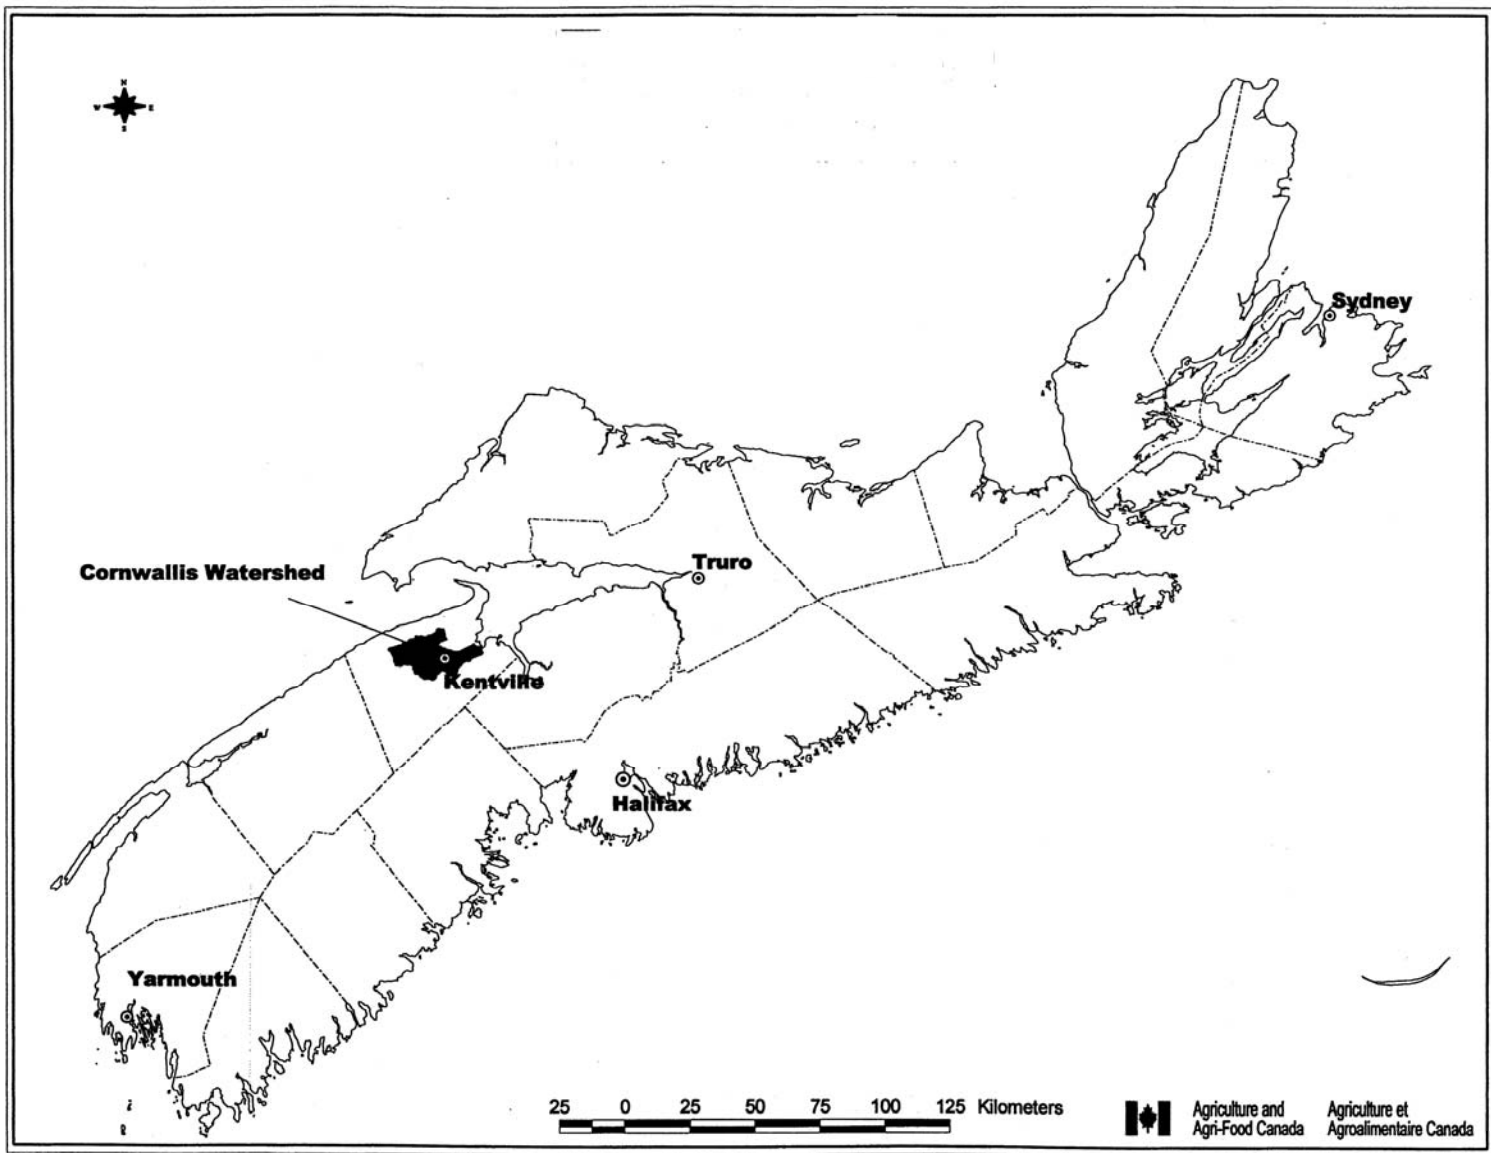 N
W E
S
Sydney
Truro
Cornwallis Watershed
Kentville
Halifax
Yarmouth
25 0 25 50 75 100 125 Kilometers
Agriculture and Agriculture et
Agri-Food Canada Agroalimentaire Canada